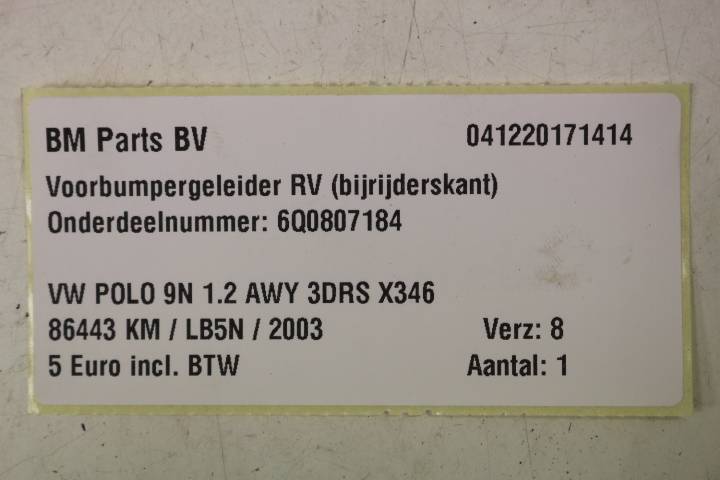 BM Parts BV 041220171414
Voorbumpergeleider RV (bijrijderskant)
Onderdeelnummer: 6Q0807184
VW POLO 9N 1.2 AWY 3DRS X346
86443 KM / LB5N / 2003 Verz: 8
5 Euro incl. BTW Aantal: 1